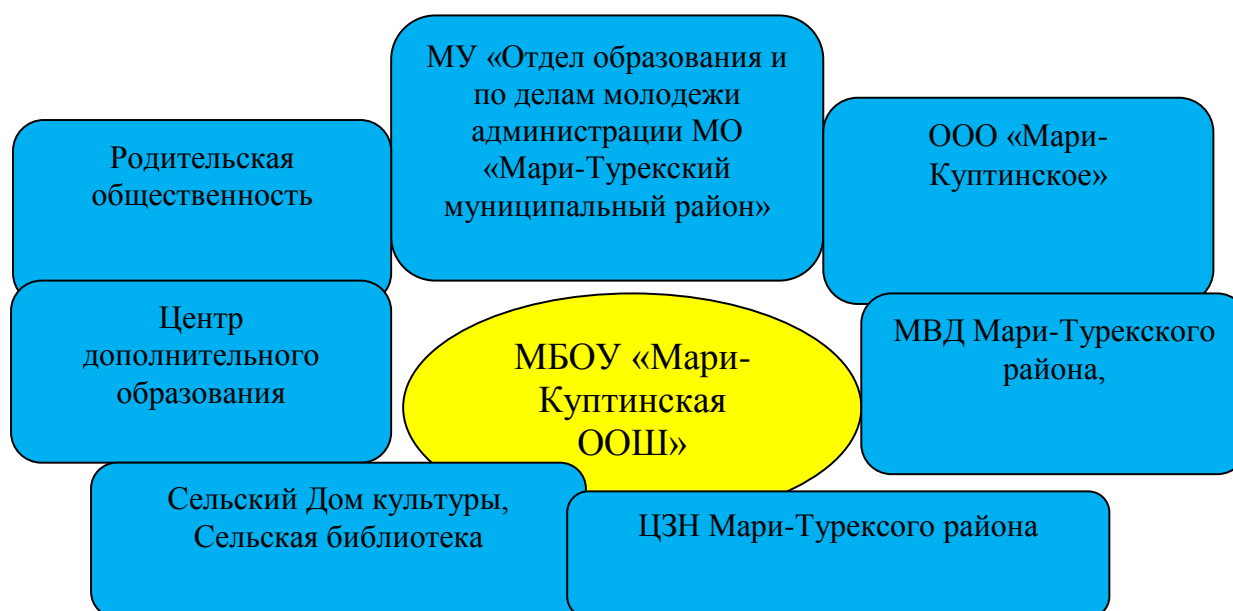 МУ «Отдел образования и
по делам молодежи
администрации МО
«Мари-Турекский
муниципальный район»
Родительская
общественность
ООО «Мари-
Куптинское»
Центр
дополнительного
образования
МБОУ «Мари-
Куптинская
ООШ»
МВД Мари-Турекского
района,
Сельский Дом культуры,
Сельская библиотека
ЦЗН Мари-Турексого района